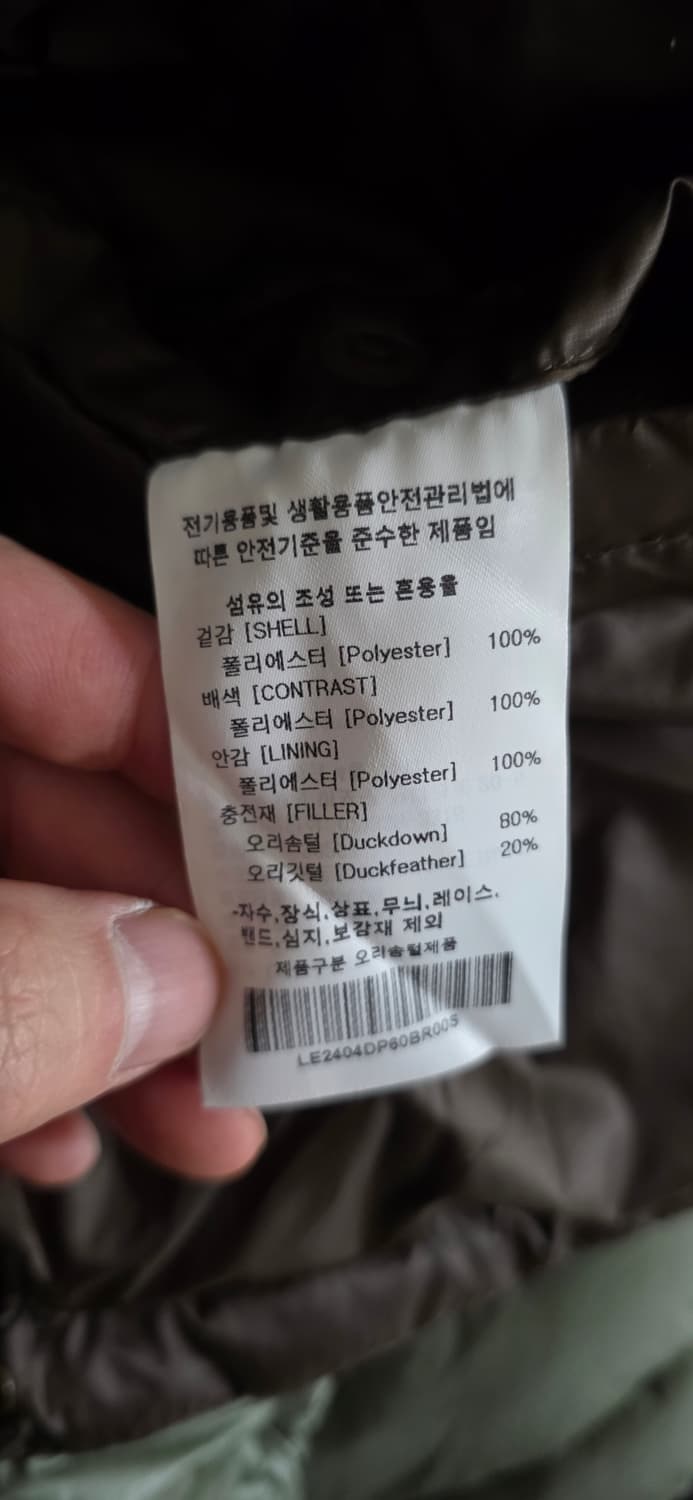 전기용품및 생활용품안전관리법에
따른 안전기준을 준수한 제품임
섬유의 조성 또는 혼용율
겉감 [SHELL]
폴리에스터 [Polyester] 100%
배색 [CONTRAST]
폴리에스터 [Polyester] 100%
안감 [LINING]
폴리에스터 [Polyester] 100%
충전재 [FILLER]
오리솜털 [Duckdown] 80%
오리깃털 [Duckfeather] 20%
-자수,장식,상표,무늬,레이스,
밴드,심지,보강재 제외
제품구분 오리솜털제품
LE2404DP60BR005